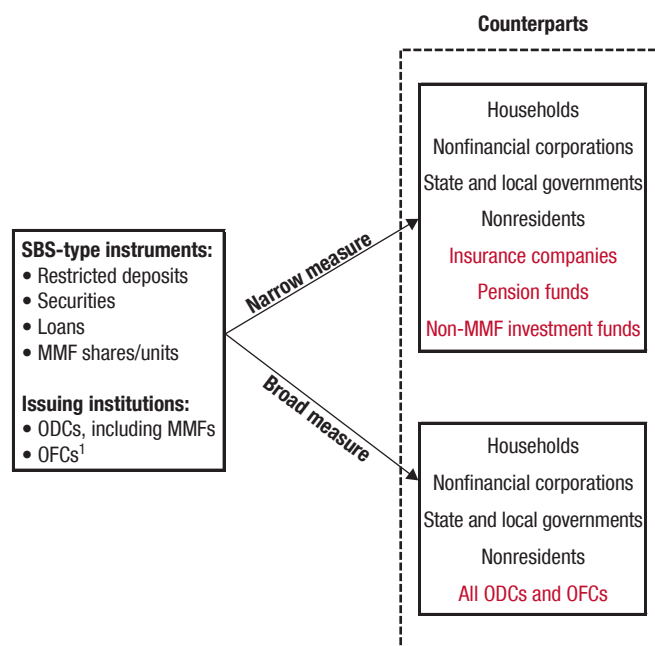 Counterparts
Households
Nonfinancial corporations
State and local governments
Nonresidents
Insurance companies
Pension funds
Non-MMF investment funds
SBS-type instruments:
• Restricted deposits
• Securities
• Loans
• MMF shares/units
Issuing institutions:
• ODCs, including MMFs
• OFCs¹
Narrow measure
Broad measure
Households
Nonfinancial corporations
State and local governments
Nonresidents
All ODCs and OFCs